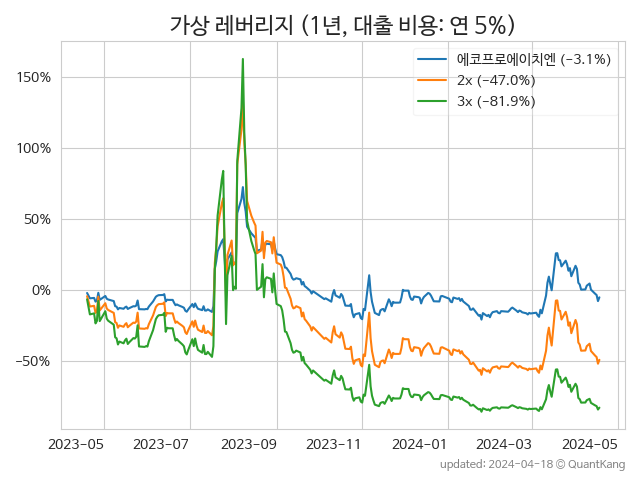 가상 레버리지 (1년, 대출 비용: 연 5%)
에코프로에이치엔 (−3.1%)
2x (−47.0%)
3x (−81.9%)
150%
100%
50%
0%
−50%
2023-05 2023-07 2023-09 2023-11 2024-01 2024-03 2024-05
updated: 2024-04-18 © QuantKang